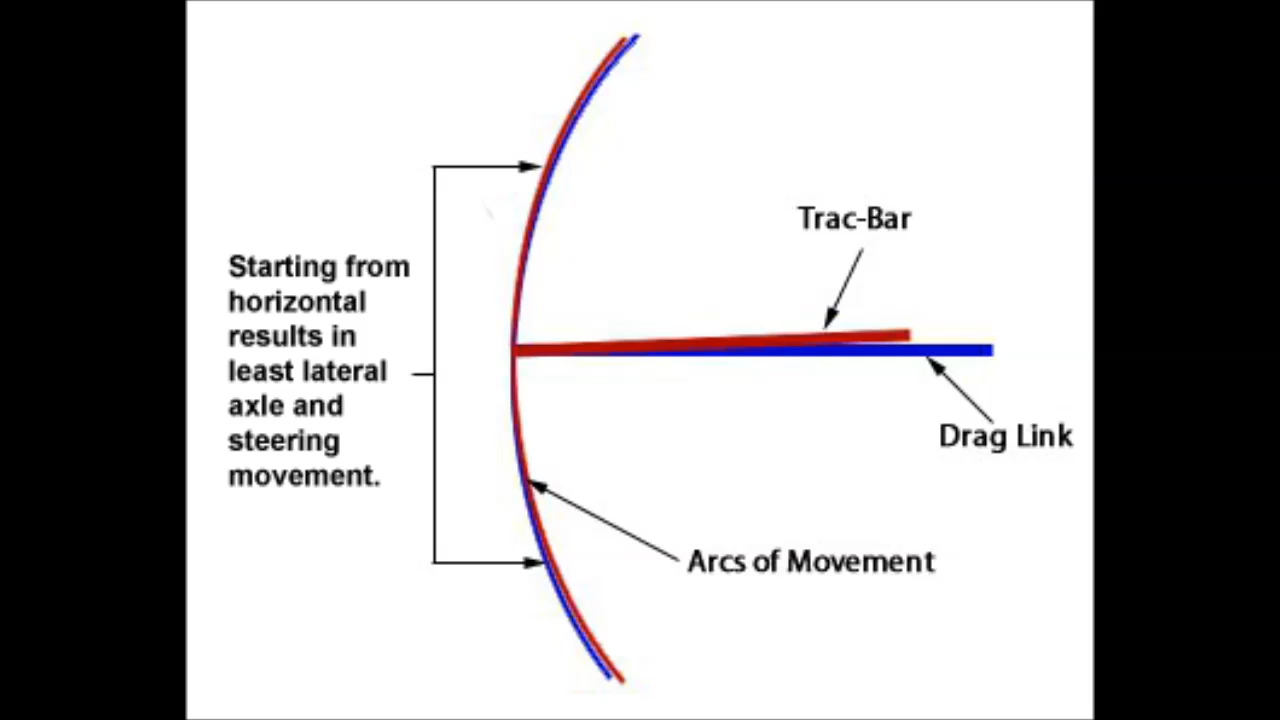 Trac-Bar
Starting from
horizontal
results in
least lateral
axle and
steering
movement.
Drag Link
Arcs of Movement